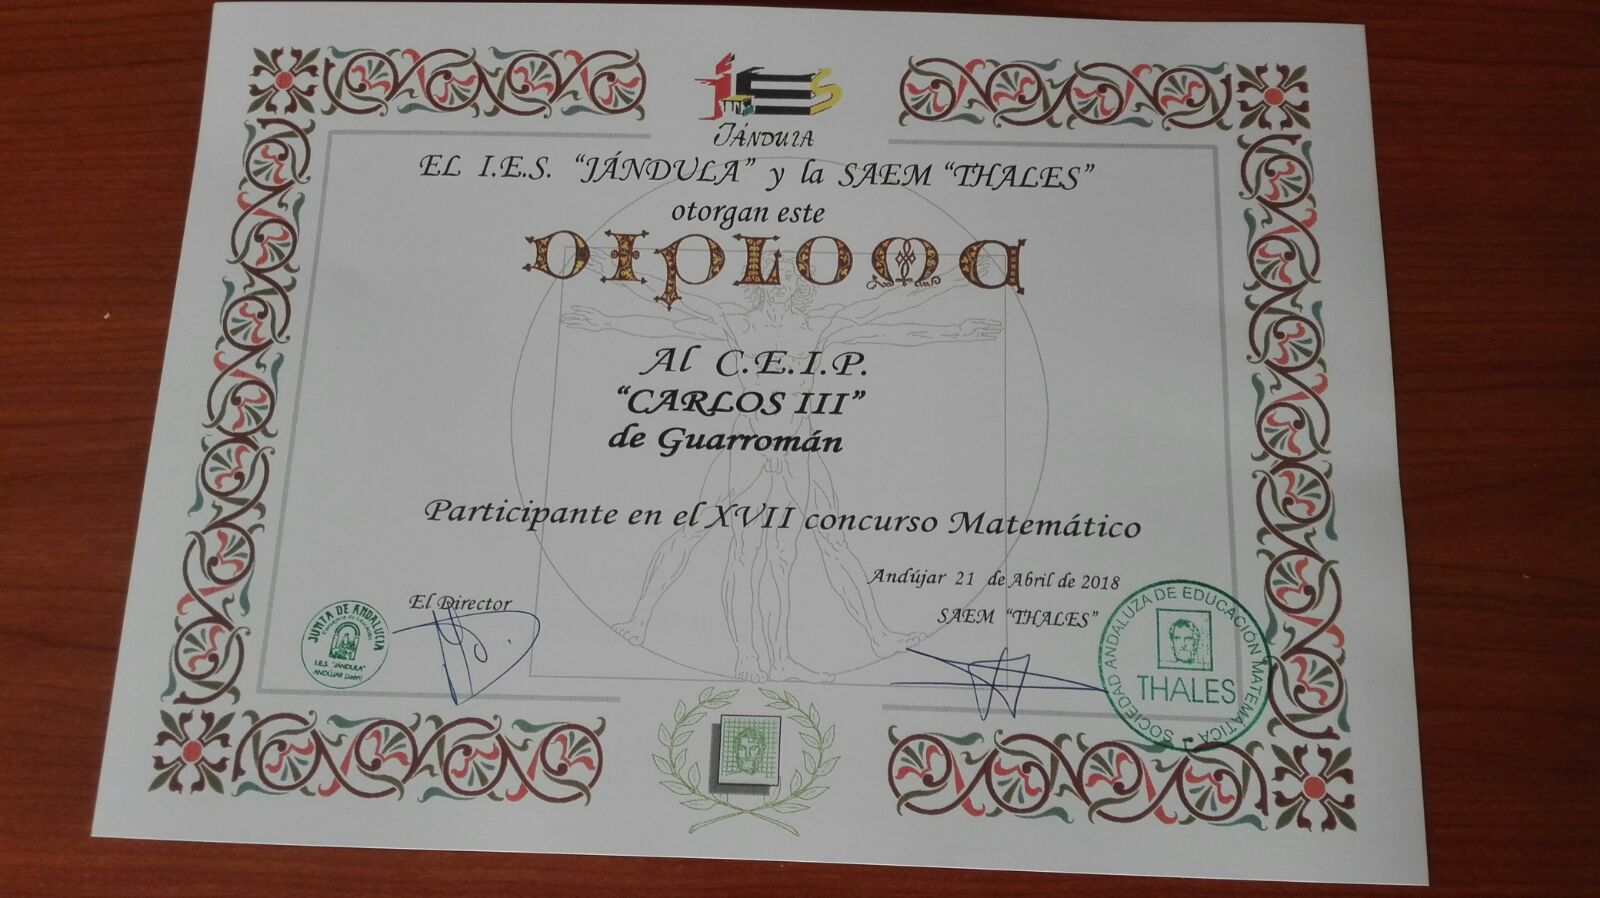 IES
JÁNDULA
EL I.E.S. “JÁNDULA” y la SAEM “THALES”
otorgan este
DIPLOMA
Al C.E.I.P.
“CARLOS III”
de Guarromán
Participante en el XVII concurso Matemático
Andújar 21 de Abril de 2018
El Director
SAEM “THALES”
JUNTA DE ANDALUCIA
I.E.S. "JÁNDULA"
ANDÚJAR (Jaén)
SOCIEDAD ANDALUZA DE EDUCACIÓN MATEMÁTICA
THALES